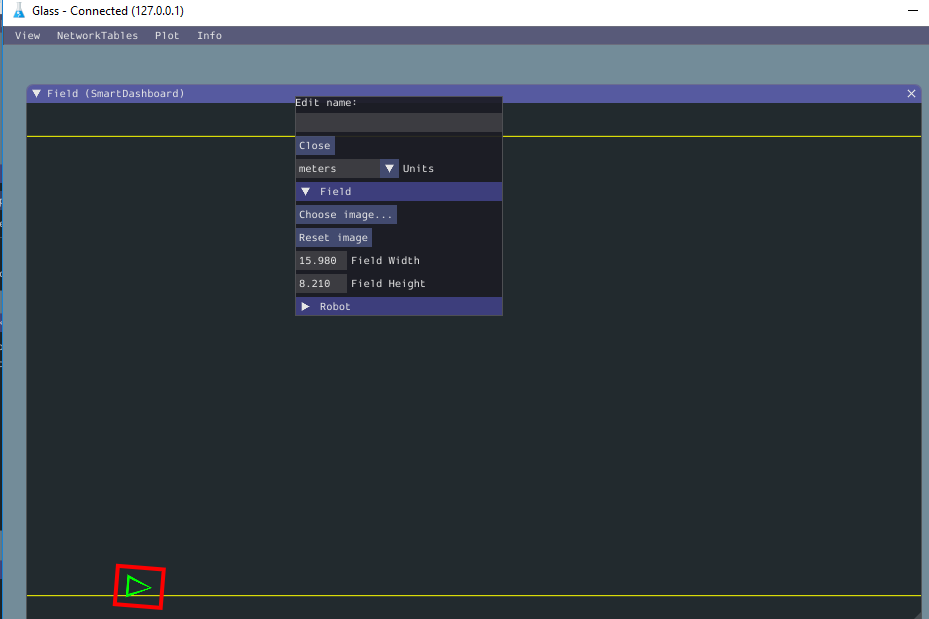 Glass - Connected (127.0.0.1)
View NetworkTables Plot Info
Field (SmartDashboard)
Edit name:
Close
meters Units
Field
Choose image...
Reset image
15.980 Field Width
8.210 Field Height
Robot